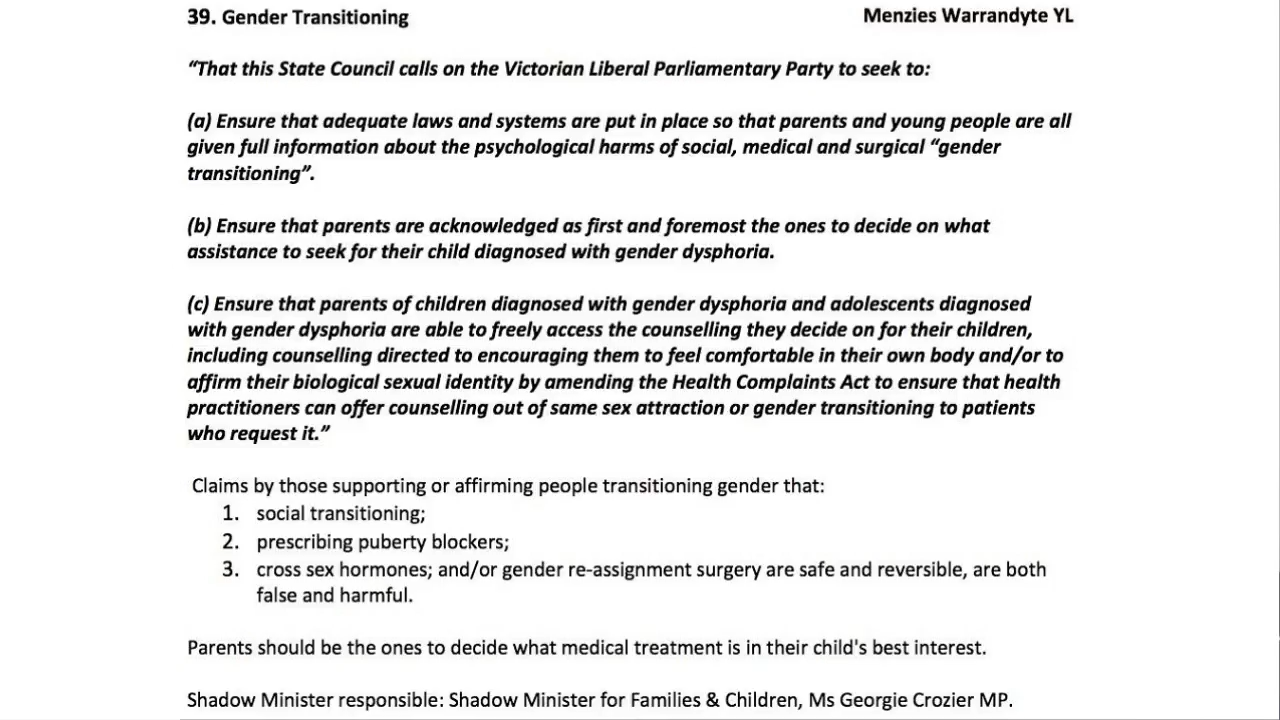 39. Gender Transitioning Menzies Warrandyte YL
“That this State Council calls on the Victorian Liberal Parliamentary Party to seek to:
(a) Ensure that adequate laws and systems are put in place so that parents and young people are all
given full information about the psychological harms of social, medical and surgical “gender
transitioning”.
(b) Ensure that parents are acknowledged as first and foremost the ones to decide on what
assistance to seek for their child diagnosed with gender dysphoria.
(c) Ensure that parents of children diagnosed with gender dysphoria and adolescents diagnosed
with gender dysphoria are able to freely access the counselling they decide on for their children,
including counselling directed to encouraging them to feel comfortable in their own body and/or to
affirm their biological sexual identity by amending the Health Complaints Act to ensure that health
practitioners can offer counselling out of same sex attraction or gender transitioning to patients
who request it.”
Claims by those supporting or affirming people transitioning gender that:
1. social transitioning;
2. prescribing puberty blockers;
3. cross sex hormones; and/or gender re-assignment surgery are safe and reversible, are both
false and harmful.
Parents should be the ones to decide what medical treatment is in their child's best interest.
Shadow Minister responsible: Shadow Minister for Families & Children, Ms Georgie Crozier MP.